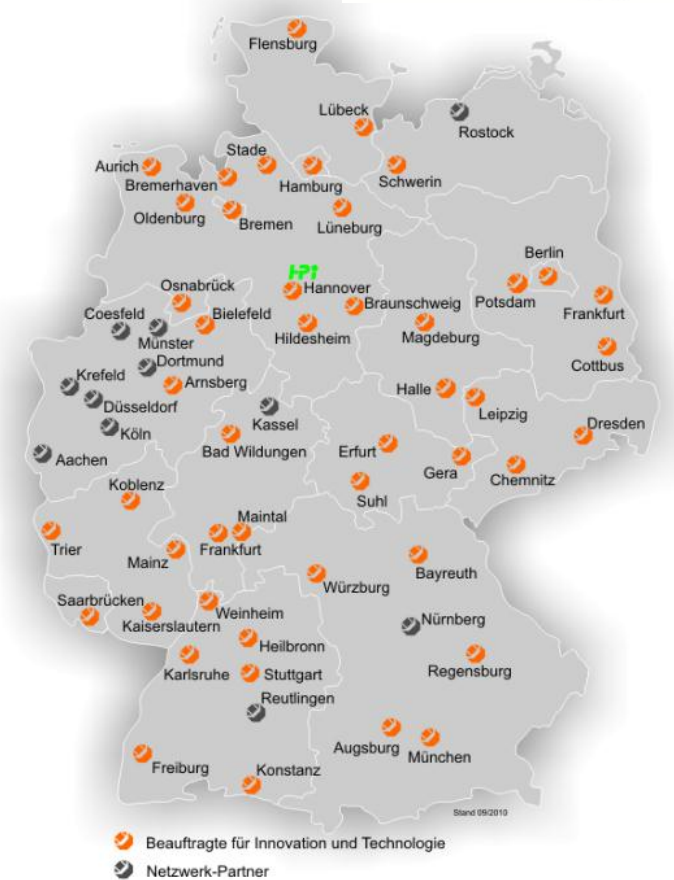 Flensburg
Lübeck
Rostock
Stade
Aurich
Bremerhaven
Hamburg
Schwerin
Oldenburg
Bremen
Lüneburg
Berlin
HPI
Osnabrück
Hannover
Potsdam
Coesfeld
Bielefeld
Braunschweig
Frankfurt
Münster
Hildesheim
Magdeburg
Dortmund
Cottbus
Krefeld
Arnsberg
Halle
Düsseldorf
Leipzig
Kassel
Dresden
Köln
Bad Wildungen
Erfurt
Aachen
Gera
Chemnitz
Koblenz
Suhl
Maintal
Trier
Frankfurt
Mainz
Bayreuth
Würzburg
Saarbrücken
Weinheim
Kaiserslautern
Nürnberg
Heilbronn
Karlsruhe
Stuttgart
Regensburg
Reutlingen
Augsburg
München
Freiburg
Konstanz
Stand 09/2010
Beauftragte für Innovation und Technologie
Netzwerk-Partner